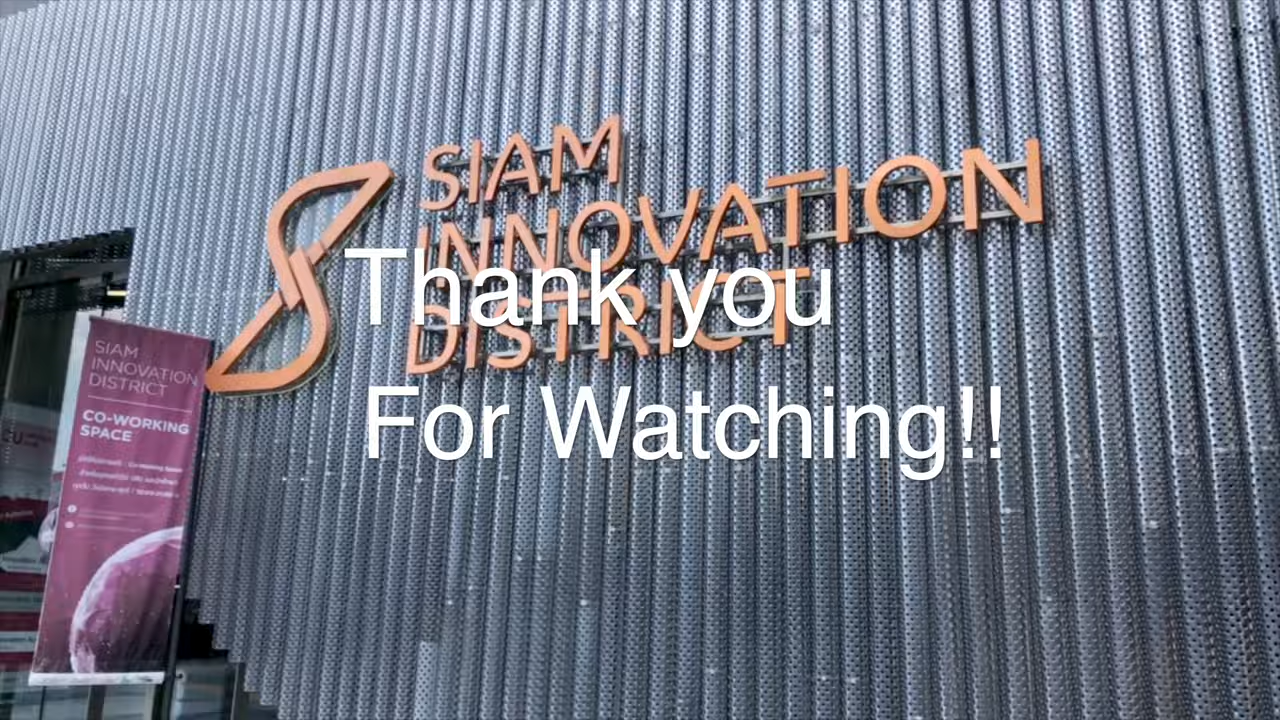 SIAM
INNOVATION
DISTRICT
Thank you
For Watching!!
SIAM
INNOVATION
DISTRICT
CO-WORKING
SPACE